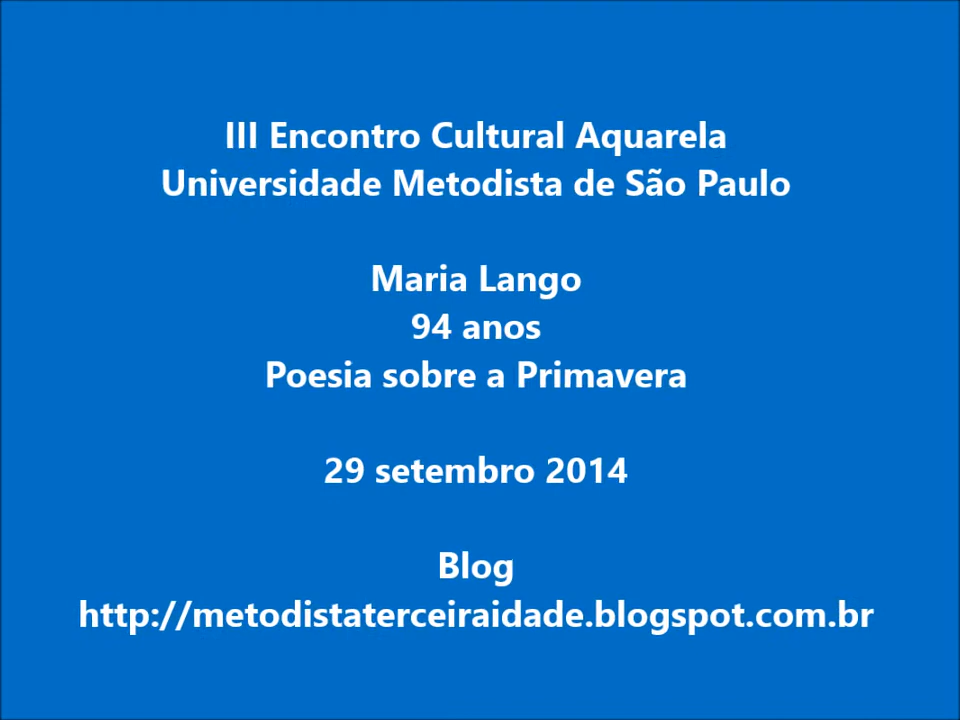 III Encontro Cultural Aquarela
Universidade Metodista de São Paulo
Maria Lango
94 anos
Poesia sobre a Primavera
29 setembro 2014
Blog
http://metodistaterceiraidade.blogspot.com.br